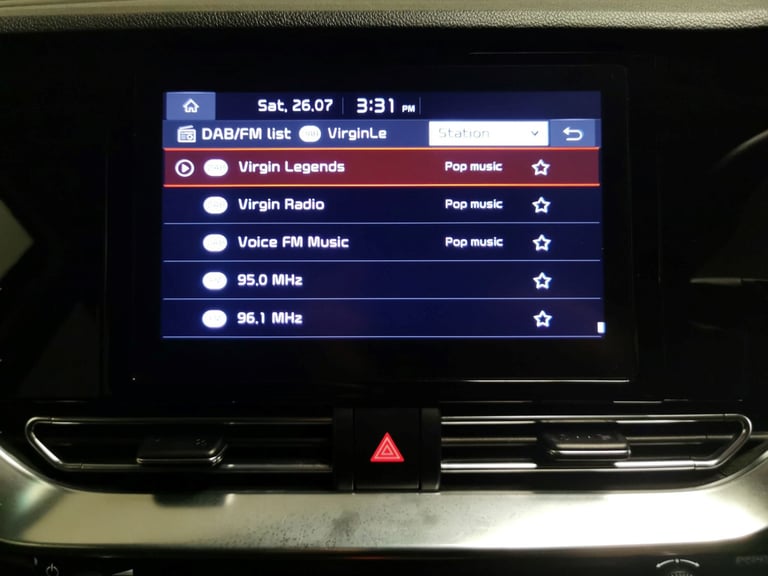 Sat, 26.07 3:31 PM
DAB/FM list VirginLe Station
Virgin Legends Pop music
Virgin Radio Pop music
Voice FM Music Pop music
95.0 MHz
96.1 MHz